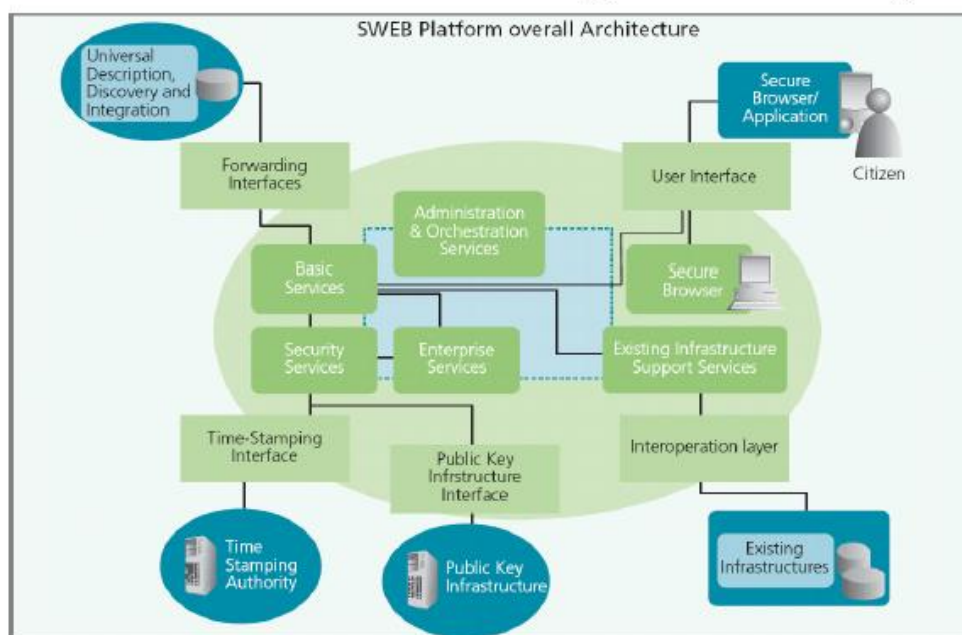 SWEB Platform overall Architecture
Universal
Description,
Discovery and
Integration
Secure
Browser/
Application
Citizen
Forwarding
Interfaces
User Interface
Administration
& Orchestration
Services
Basic
Services
Secure
Browser
Security
Services
Enterprise
Services
Existing Infrastructure
Support Services
Time-Stamping
Interface
Public Key
Infrstructure
Interface
Interoperation layer
Time
Stamping
Authority
Public Key
Infrastructure
Existing
Infrastructures